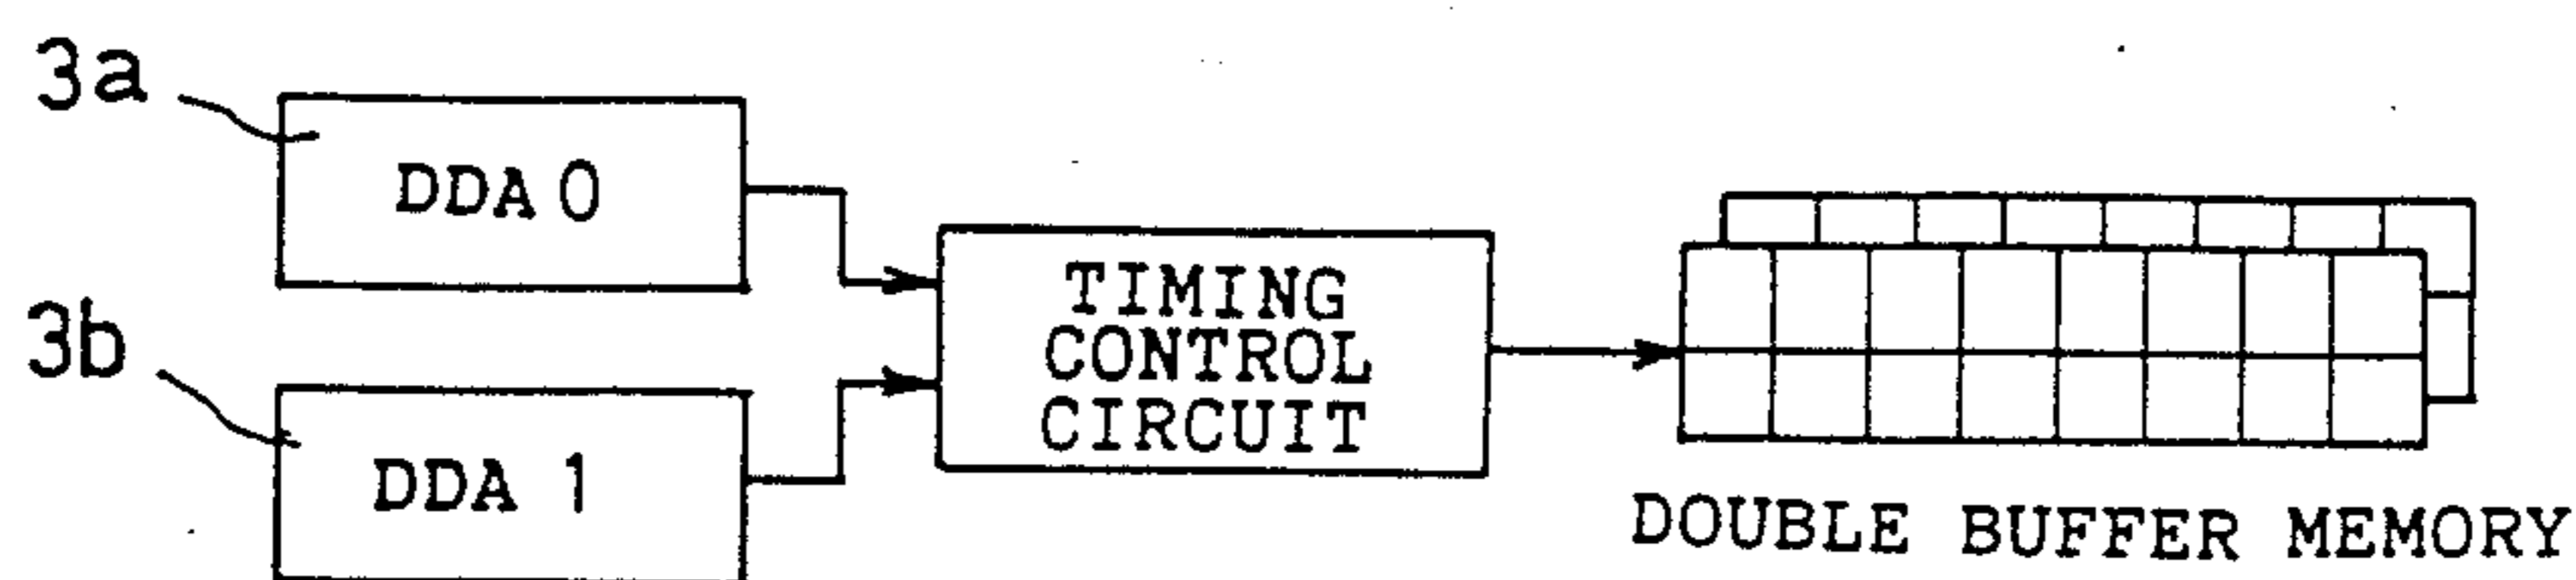 3a
DDA 0
3b
DDA 1
TIMING
CONTROL
CIRCUIT
DOUBLE BUFFER MEMORY